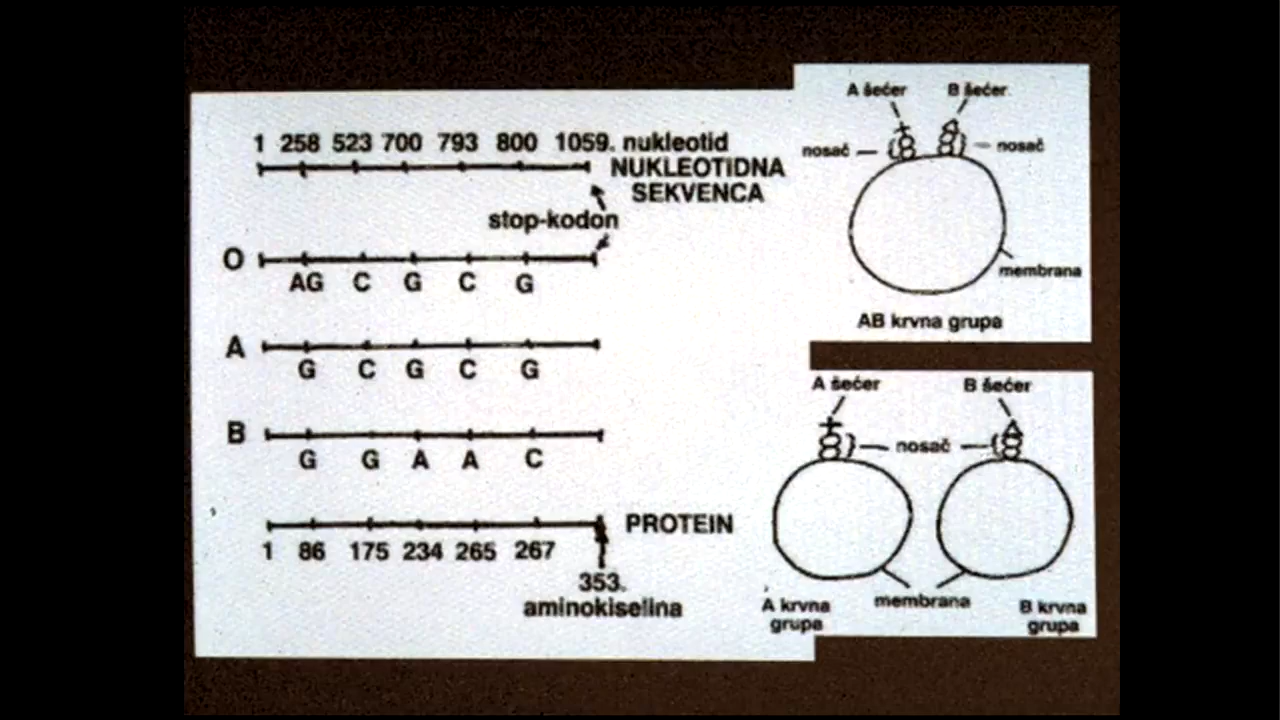 1 258 523 700 793 800 1059. nukleotid
NUKLEOTIDNA
SEKVENCA
stop-kodon
O
AG C G C G
A
G C G C G
B
G G A A C
PROTEIN
1 86 175 234 265 267
353.
aminokiselina
A šećer B šećer
nosač nosač
membrana
AB krvna grupa
A šećer B šećer
nosač
membrana
A krvna
grupa
B krvna
grupa